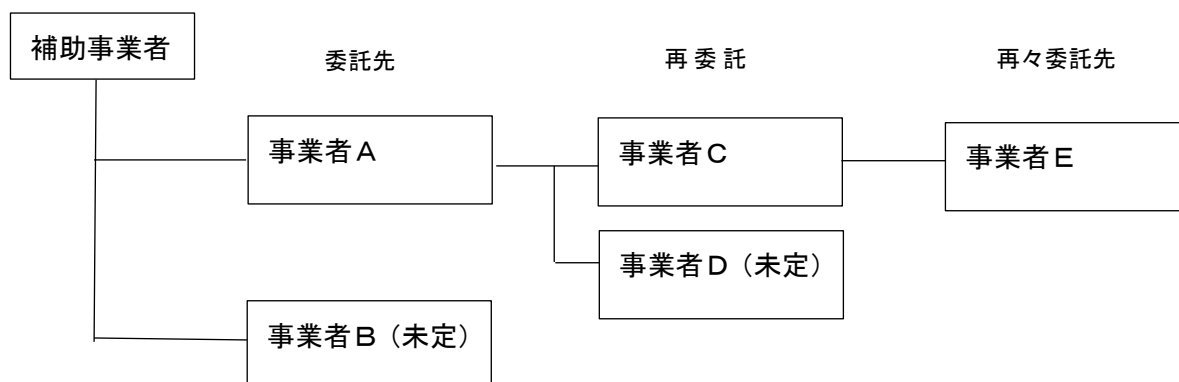 補助事業者
委託先
再 委 託
再々委託先
事業者A
事業者C
事業者E
事業者D（未定）
事業者B（未定）